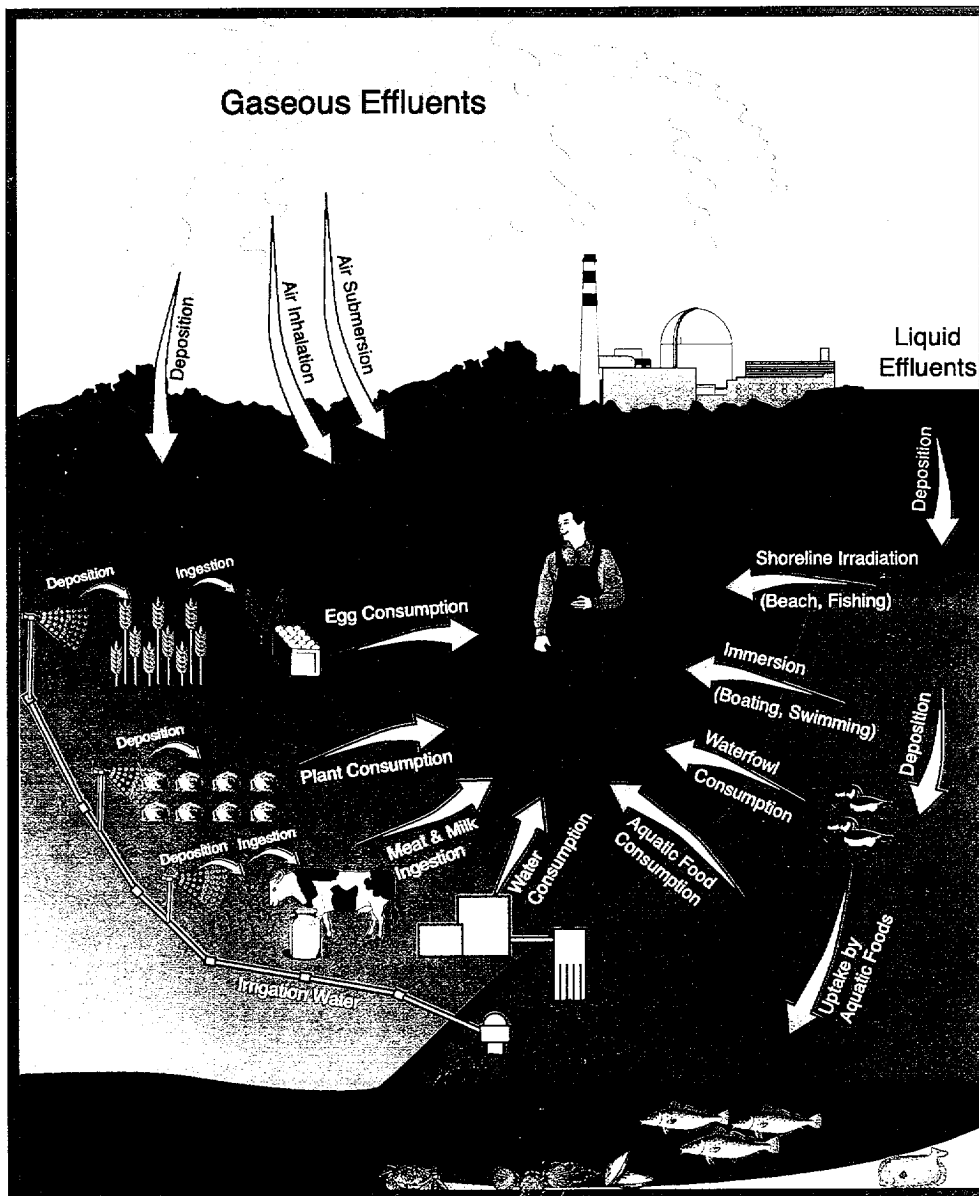 Gaseous Effluents
Deposition
Air Inhalation
Air Submersion
Liquid
Effluents
Deposition
Deposition
Ingestion
Egg Consumption
Shoreline Irradiation
(Beach, Fishing)
Immersion
(Boating, Swimming)
Deposition
Plant Consumption
Waterfowl
Consumption
Deposition
Deposition
Ingestion
Meat & Milk
Ingestion
Water
Consumption
Aquatic Food
Consumption
Uptake by
Aquatic Foods
Irrigation Water